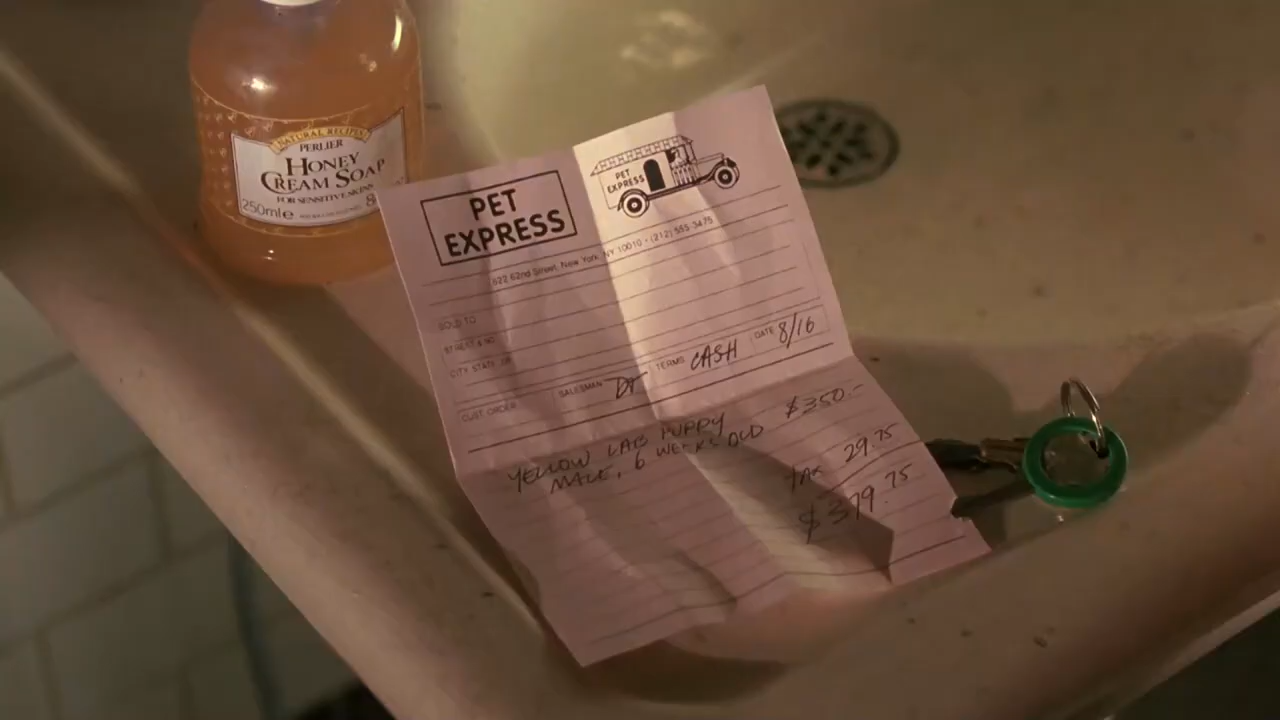 NATURAL RECIPE
PERLIER
HONEY
CREAM SOAP
FOR SENSITIVE SKINS
250ml e
PET
EXPRESS
PET
EXPRESS
622 62nd Street, New York, NY 10010 - (212) 555-3475
SOLD TO
STREET & NO.
CITY STATE ZIP
CUST ORDER SALESMAN DT TERMS CASH DATE 8/16
YELLOW LAB PUPPY $350.-
MALE, 6 WEEKS OLD
TAX 29.75
$379.75